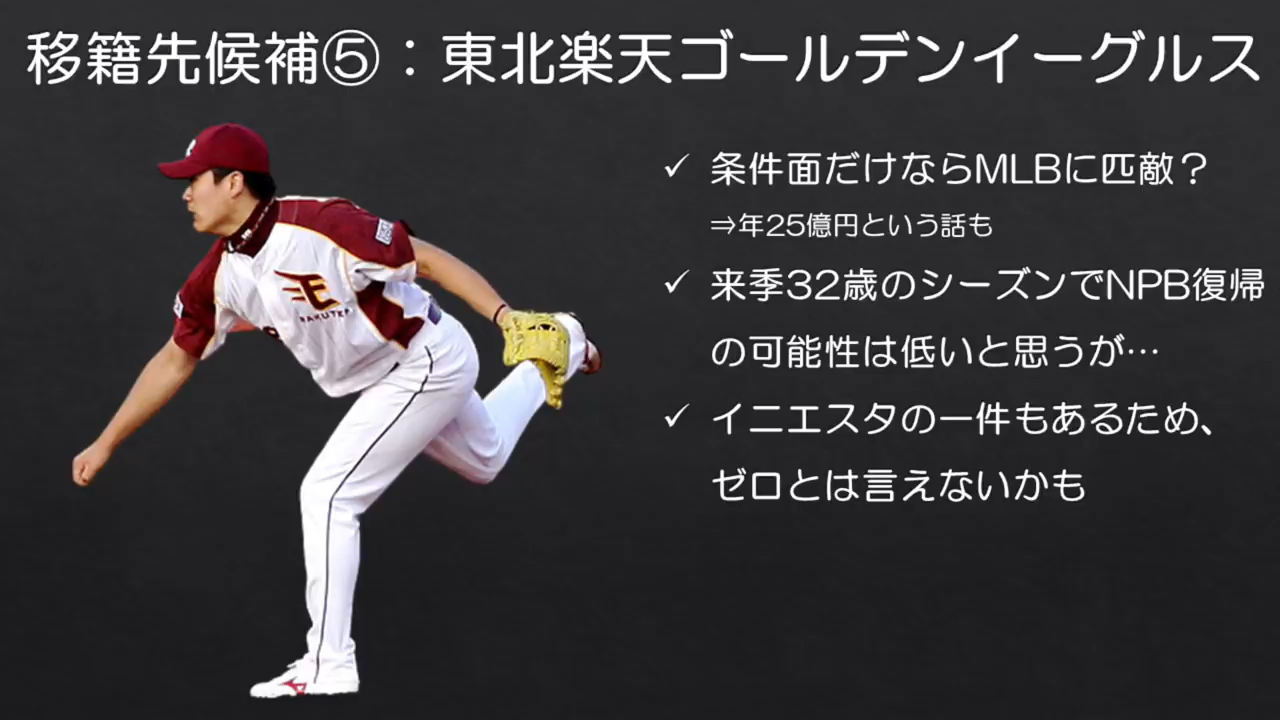 移籍先候補⑤：東北楽天ゴールデンイーグルス
✓ 条件面だけならMLBに匹敵？
⇒年25億円という話も
✓ 来季32歳のシーズンでNPB復帰
の可能性は低いと思うが…
✓ イニエスタの一件もあるため、
ゼロとは言えないかも
E
RAKUTEN